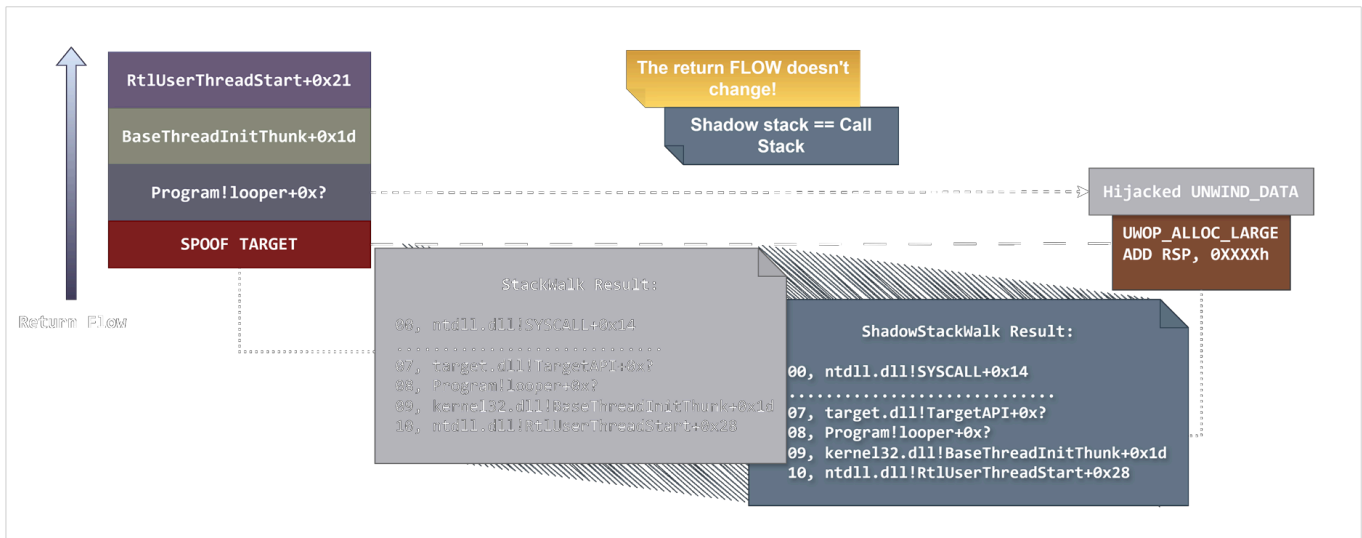 RtlUserThreadStart+0x21
BaseThreadInitThunk+0x1d
Program!looper+0x?
SPOOF TARGET
Return Flow
The return FLOW doesn't
change!
Shadow stack == Call
Stack
Hijacked UNWIND_DATA
UWOP_ALLOC_LARGE
ADD RSP, 0XXXXh
StackWalk Result:
00, ntdll.dll!SYSCALL+0x14
.............................
07, target.dll!TargetAPI+0x?
08, Program!looper+0x?
09, kernel32.dll!BaseThreadInitThunk+0x1d
10, ntdll.dll!RtlUserThreadStart+0x28
ShadowStackWalk Result:
00, ntdll.dll!SYSCALL+0x14
.............................
07, target.dll!TargetAPI+0x?
08, Program!looper+0x?
09, kernel32.dll!BaseThreadInitThunk+0x1d
10, ntdll.dll!RtlUserThreadStart+0x28